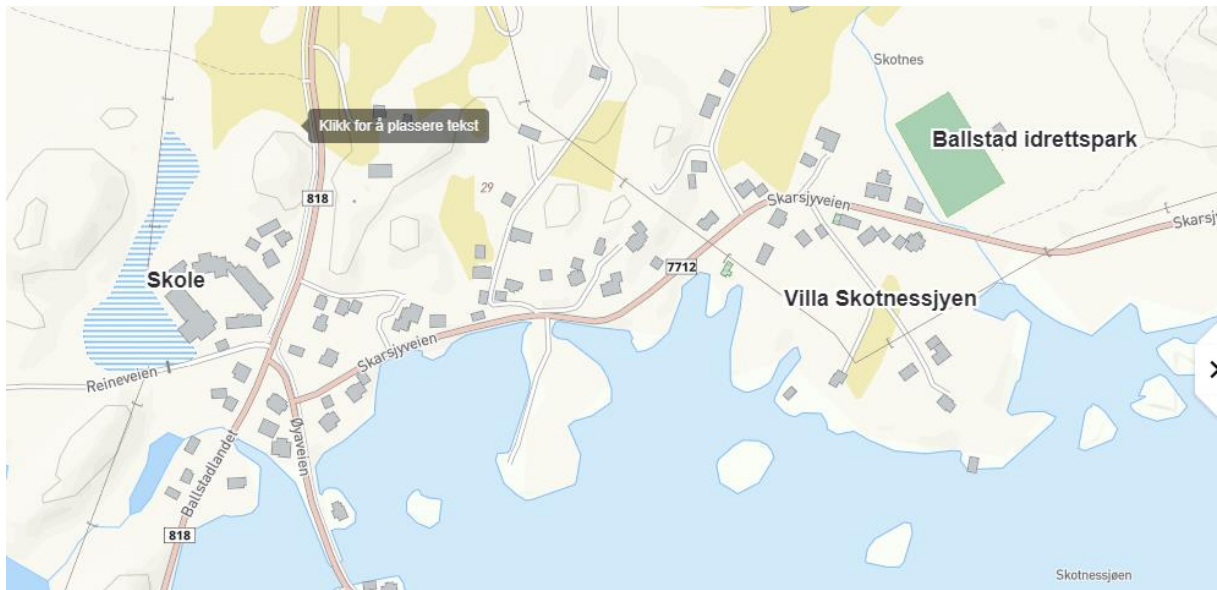 Skotnes
Klikk for å plassere tekst
Ballstad idrettspark
29
818
Skarsjyveien
Skarsjy
7712
Skole
Villa Skotnessjyen
Skarsjyveien
Reineveien
Øyaveien
Ballstadlandet
818
Skotnessjøen